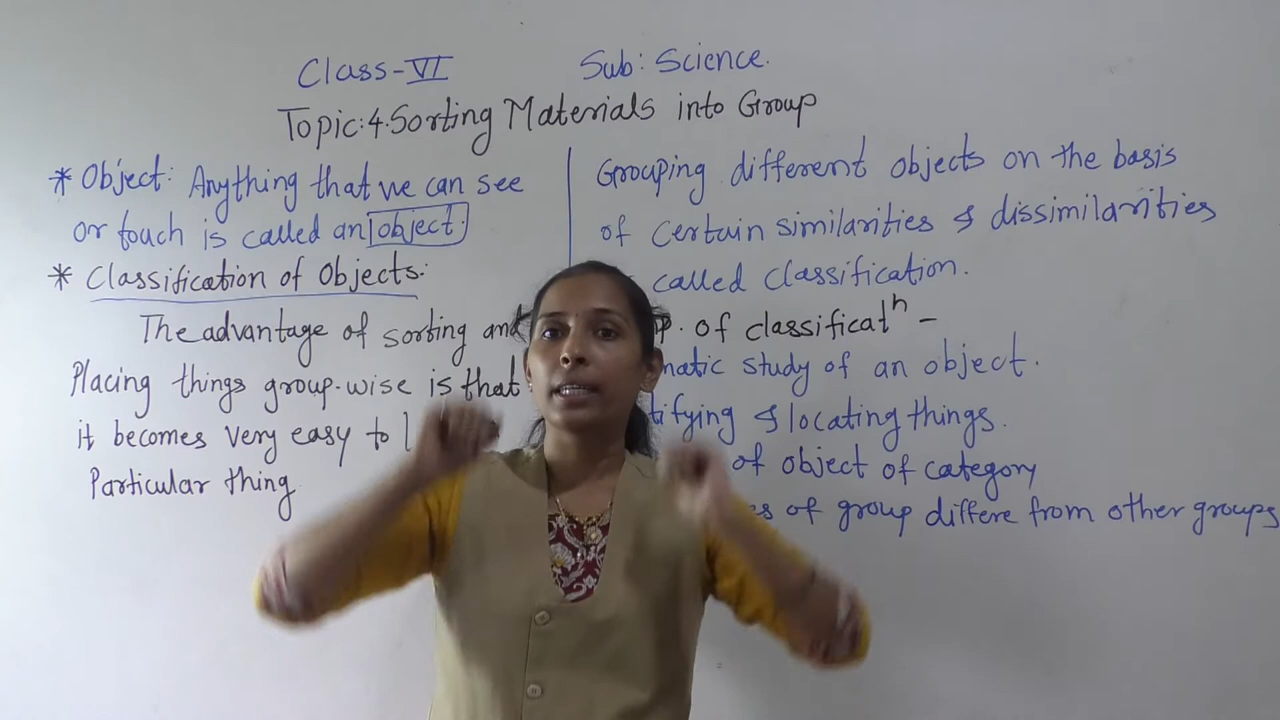 Class-VI Sub: Science.
Topic:4.Sorting Materials into Group
* Object: Anything that we can see
or touch is called an object.
* Classification of Objects:
The advantage of sorting and
Placing things group-wise is that
it becomes very easy to
Particular thing
Grouping different objects on the basis
of certain similarities & dissimilarities
called classification.
of classificatn -
study of an object.
& locating things.
of object of category
of group differe from other groups